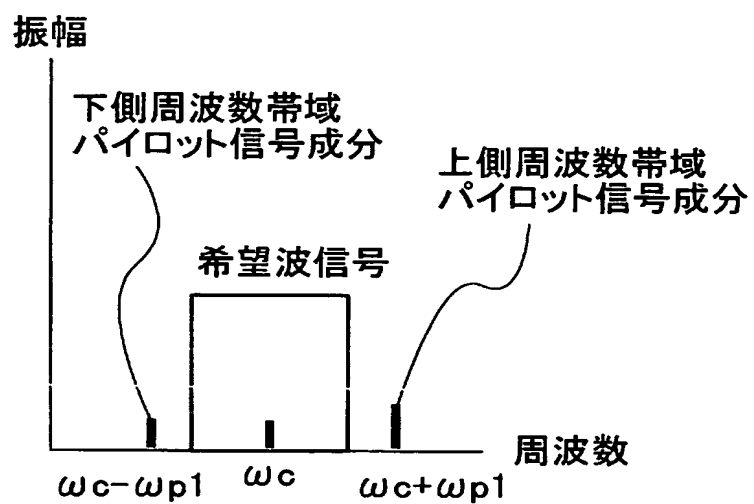 振幅
下側周波数帯域
パイロット信号成分
上側周波数帯域
パイロット信号成分
希望波信号
周波数
ωc-ωp1
ωc
ωc+ωp1